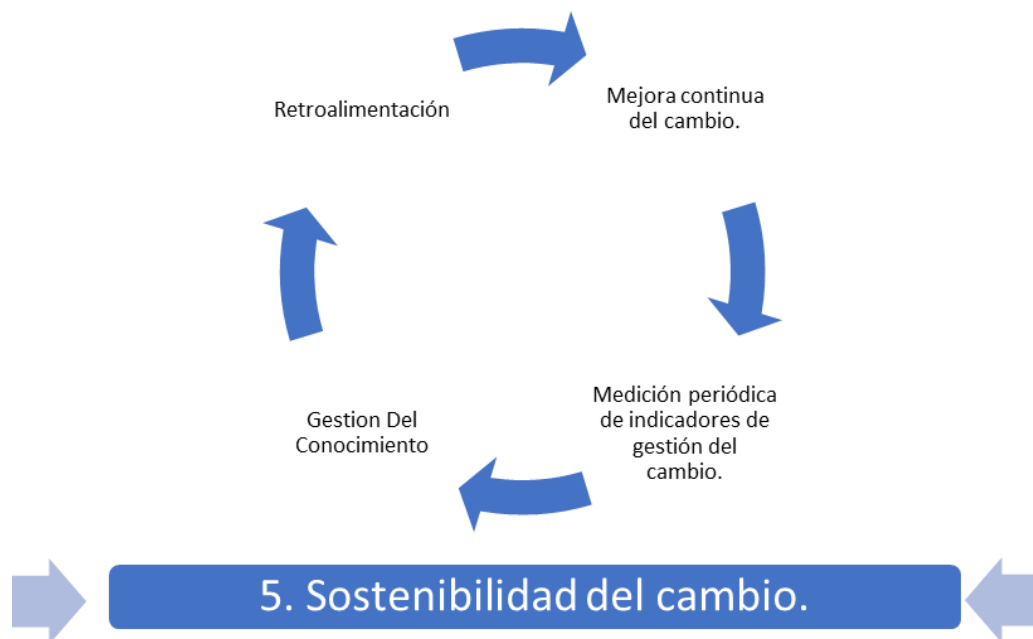 Retroalimentación
Mejora continua
del cambio.
Medición periódica
de indicadores de
gestión del
cambio.
Gestion Del
Conocimiento
5. Sostenibilidad del cambio.